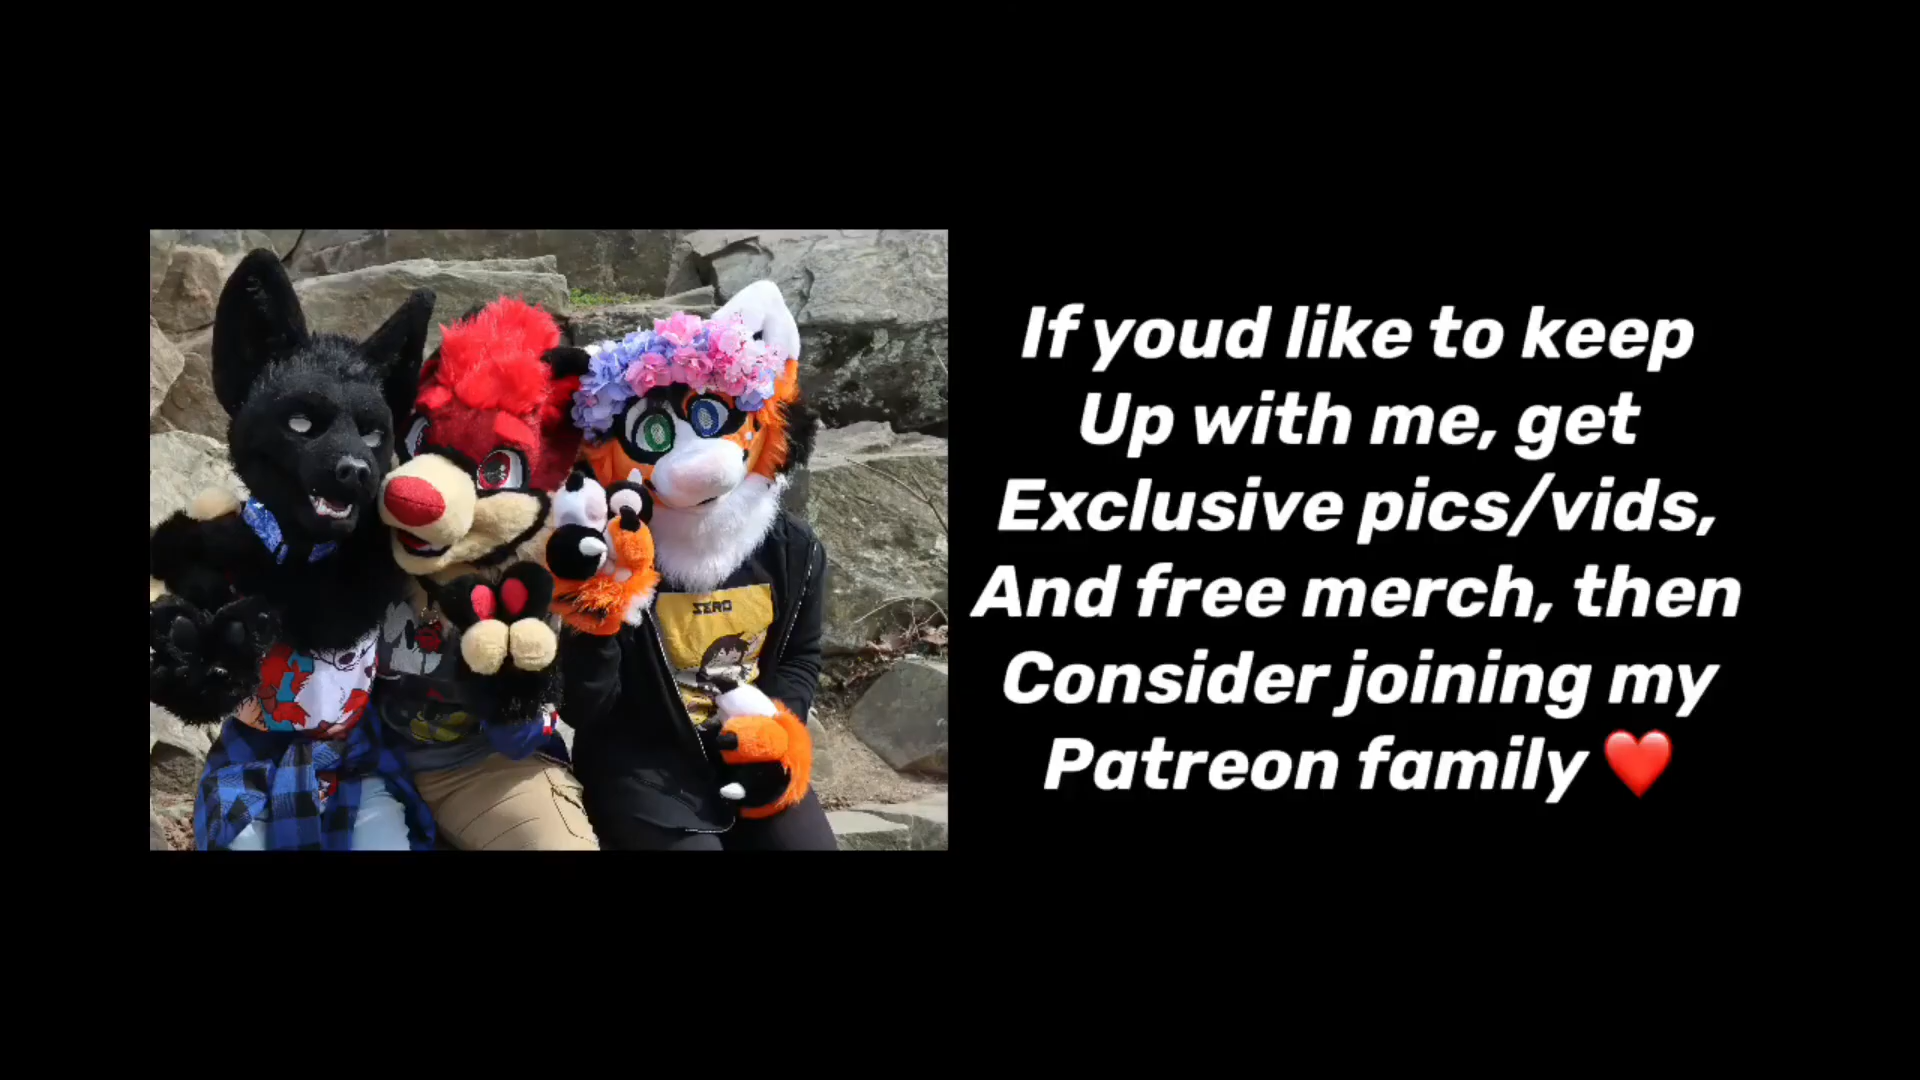 If youd like to keep
Up with me, get
Exclusive pics/vids,
And free merch, then
Consider joining my
Patreon family ❤️
SERO